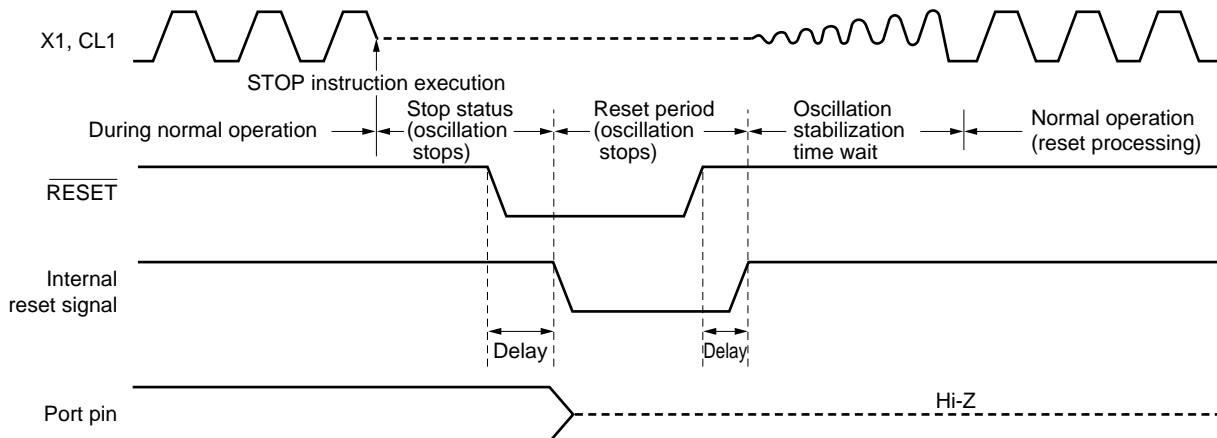 X1, CL1
STOP instruction execution
During normal operation
Stop status
(oscillation
stops)
Reset period
(oscillation
stops)
Oscillation
stabilization
time wait
Normal operation
(reset processing)
RESET
Internal
reset signal
Delay
Delay
Port pin
Hi-Z